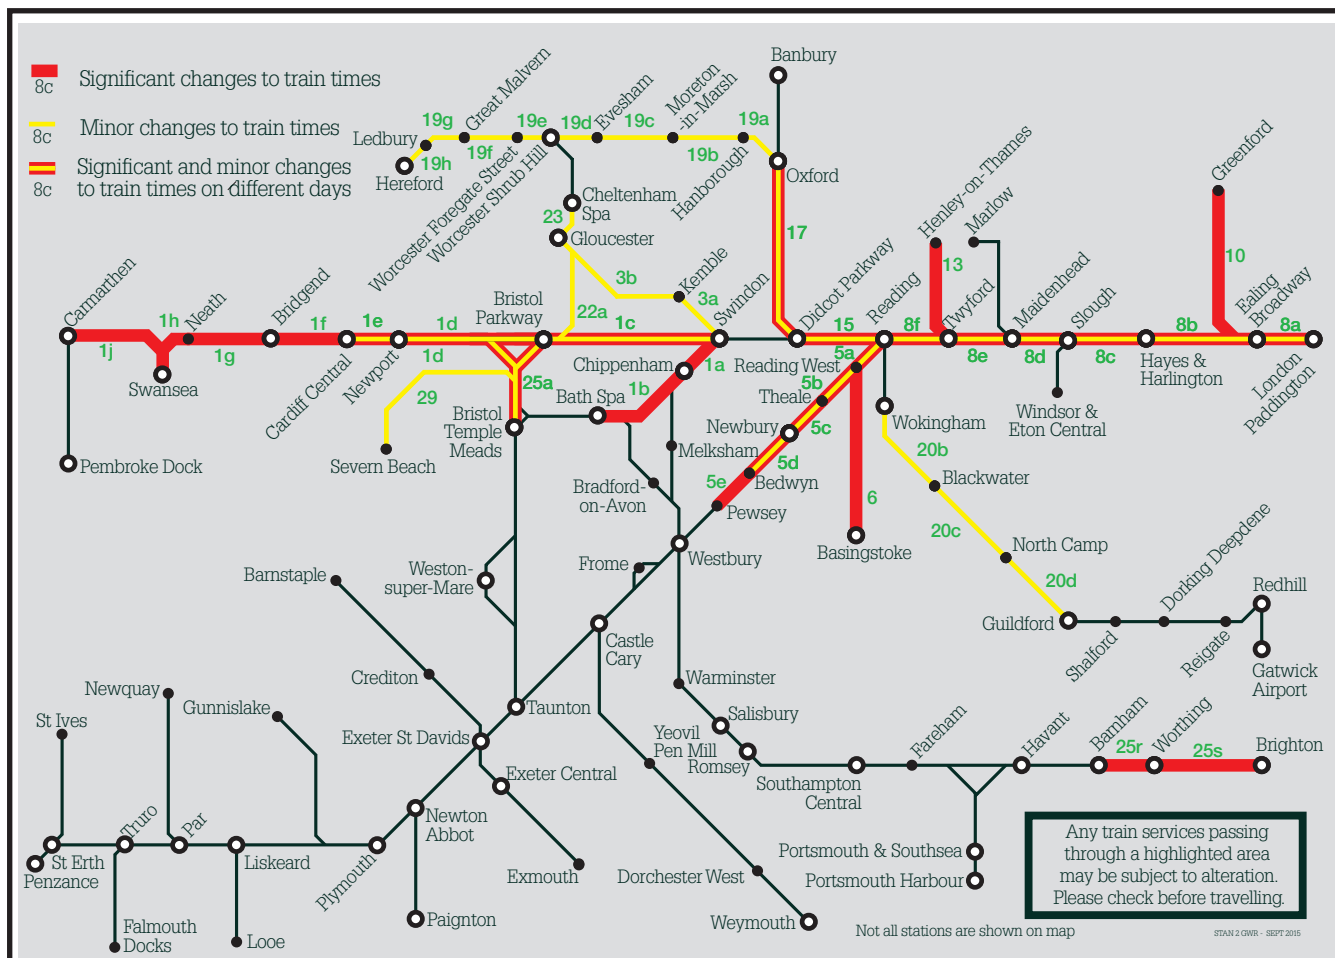 8c
Significant changes to train times
8c
Minor changes to train times
8c
Significant and minor changes
to train times on different days
Banbury
Great Malvern
Evesham
Moreton
-in-Marsh
19g
19e
19d
19c
19a
Ledbury
19h
19f
19b
Hereford
Worcester Foregate Street
Worcester Shrub Hill
Hanborough
Oxford
Greenford
Henley-on-Thames
Marlow
Cheltenham
Spa
23
Gloucester
17
13
10
3b
Kemble
3a
22a
Carmarthen
Neath
Bridgend
Bristol
Parkway
Swindon
Didcot Parkway
Reading
Twyford
Maidenhead
Slough
Ealing
Broadway
1h
1f
1e
1d
1c
15
8f
8b
8a
1j
1g
1d
5a
8e
8d
8c
Swansea
Cardiff Central
Newport
29
25a
Chippenham
1a
Reading West
5b
Hayes &
Harlington
London
Paddington
Bath Spa
1b
Theale
5c
Bristol
Temple
Meads
Newbury
5d
Wokingham
Windsor &
Eton Central
Severn Beach
Melksham
20b
Pembroke Dock
Bradford-
on-Avon
5e
Bedwyn
Blackwater
Pewsey
6
20c
Basingstoke
North Camp
Westbury
20d
Frome
Barnstaple
Weston-
super-Mare
Guildford
Shalford
Dorking Deepdene
Reigate
Redhill
Gatwick
Airport
Castle
Cary
Crediton
Warminster
Newquay
Gunnislake
St Ives
Taunton
Salisbury
Exeter St Davids
Yeovil
Pen Mill
Romsey
Fareham
Havant
Barnham
Worthing
Brighton
25r
25s
Exeter Central
Southampton
Central
Newton
Abbot
Truro
Par
St Erth
Penzance
Liskeard
Plymouth
Exmouth
Dorchester West
Portsmouth & Southsea
Portsmouth Harbour
Any train services passing
through a highlighted area
may be subject to alteration.
Please check before travelling.
Falmouth
Docks
Looe
Paignton
Weymouth
Not all stations are shown on map
STAN 2 GWR - SEPT 2015